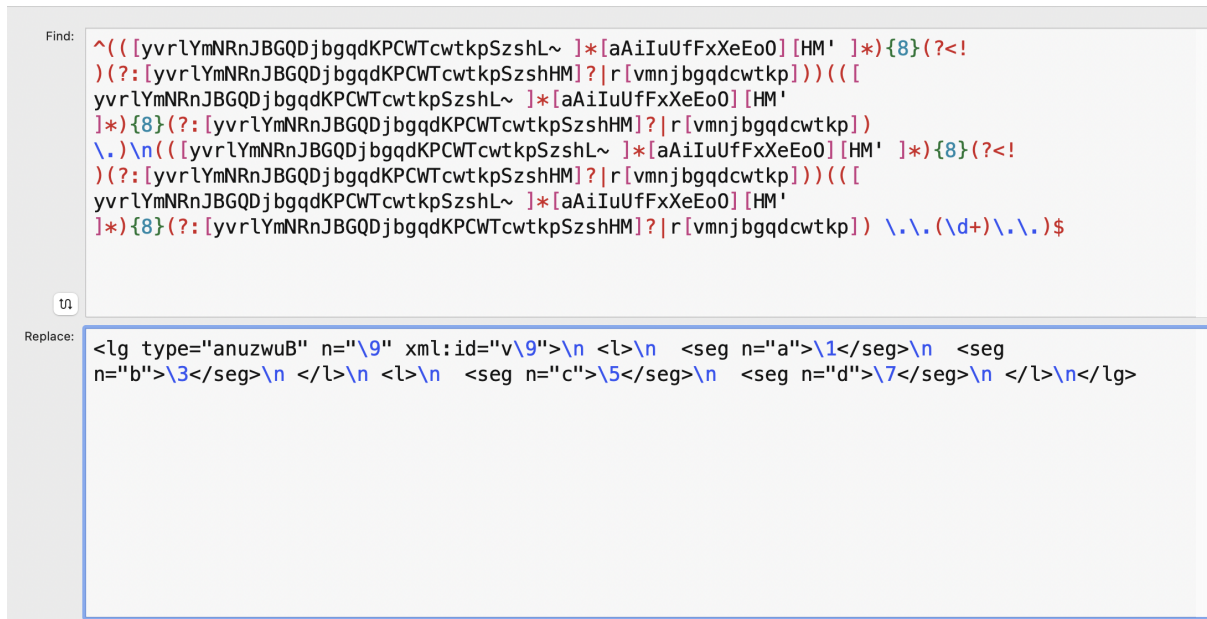 Find:
^(([yvrlYmNRnJBGQDjbgqdKPCWTcwtkpSzshL~ ]*[aAiIuUfFxXeEoO][HM' ]*){8}(?<!
)(?:[yvrlYmNRnJBGQDjbgqdKPCWTcwtkpSzshHM]?|r[vmnjbgqdcwtkp]))(([
yvrlYmNRnJBGQDjbgqdKPCWTcwtkpSzshL~ ]*[aAiIuUfFxXeEoO][HM'
]*){8}(?:[yvrlYmNRnJBGQDjbgqdKPCWTcwtkpSzshHM]?|r[vmnjbgqdcwtkp])
\.)\n(([yvrlYmNRnJBGQDjbgqdKPCWTcwtkpSzshL~ ]*[aAiIuUfFxXeEoO][HM' ]*){8}(?<!
)(?:[yvrlYmNRnJBGQDjbgqdKPCWTcwtkpSzshHM]?|r[vmnjbgqdcwtkp]))(([
yvrlYmNRnJBGQDjbgqdKPCWTcwtkpSzshL~ ]*[aAiIuUfFxXeEoO][HM'
]*){8}(?:[yvrlYmNRnJBGQDjbgqdKPCWTcwtkpSzshHM]?|r[vmnjbgqdcwtkp]) \.\.(\d+)\.\.)$
Replace:
<lg type="anuzwuB" n="\9" xml:id="v\9">\n <l>\n  <seg n="a">\1</seg>\n  <seg
n="b">\3</seg>\n </l>\n <l>\n  <seg n="c">\5</seg>\n  <seg n="d">\7</seg>\n </l>\n</lg>